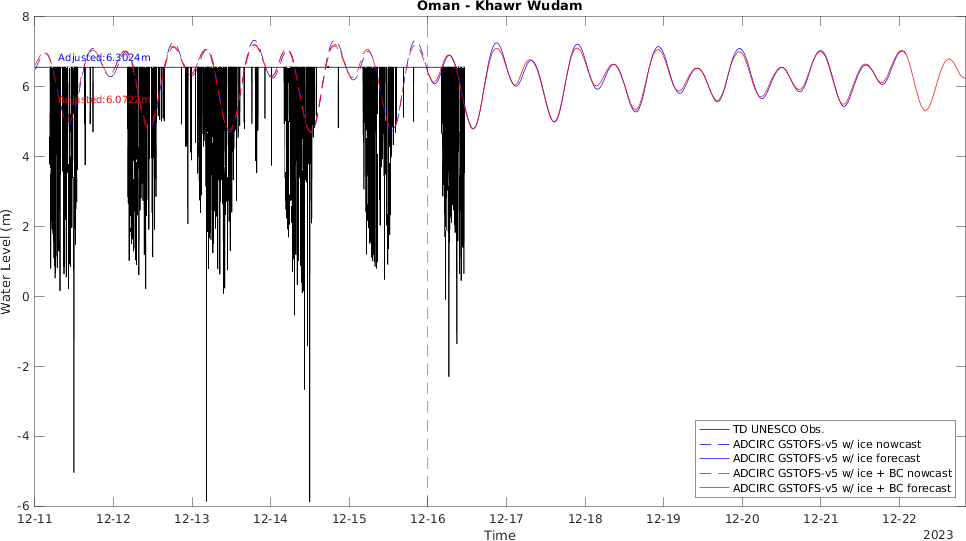 Oman - Khawr Wudam
8
6
4
2
0
-2
-4
-6
Water Level (m)
Adjusted:6.3024m
Adjusted:6.0722m
TD UNESCO Obs.
ADCIRC GSTOFS-v5 w/ ice nowcast
ADCIRC GSTOFS-v5 w/ ice forecast
ADCIRC GSTOFS-v5 w/ ice + BC nowcast
ADCIRC GSTOFS-v5 w/ ice + BC forecast
12-11 12-12 12-13 12-14 12-15 12-16 12-17 12-18 12-19 12-20 12-21 12-22
Time
2023